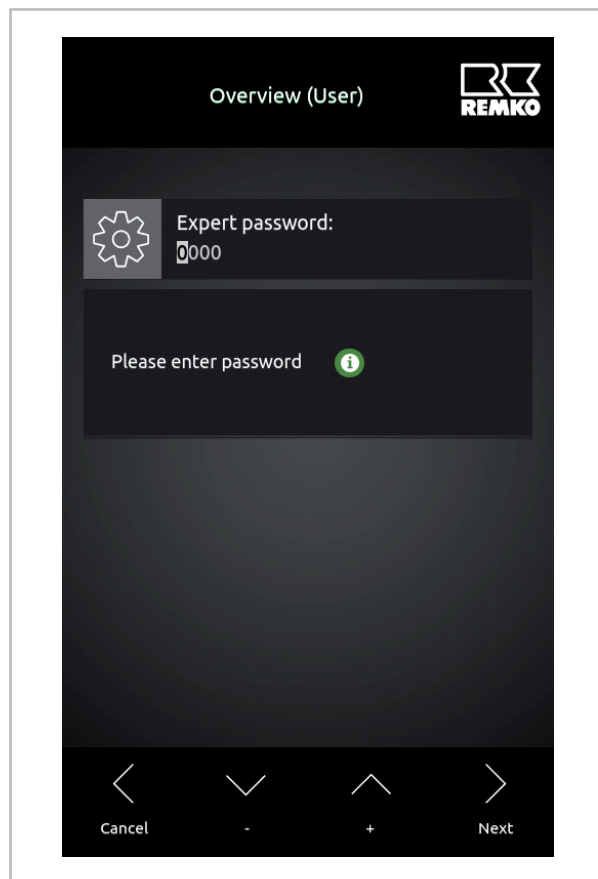 Overview (User)
REMKO
Expert password:
0000
Please enter password
i
Cancel
-
+
Next